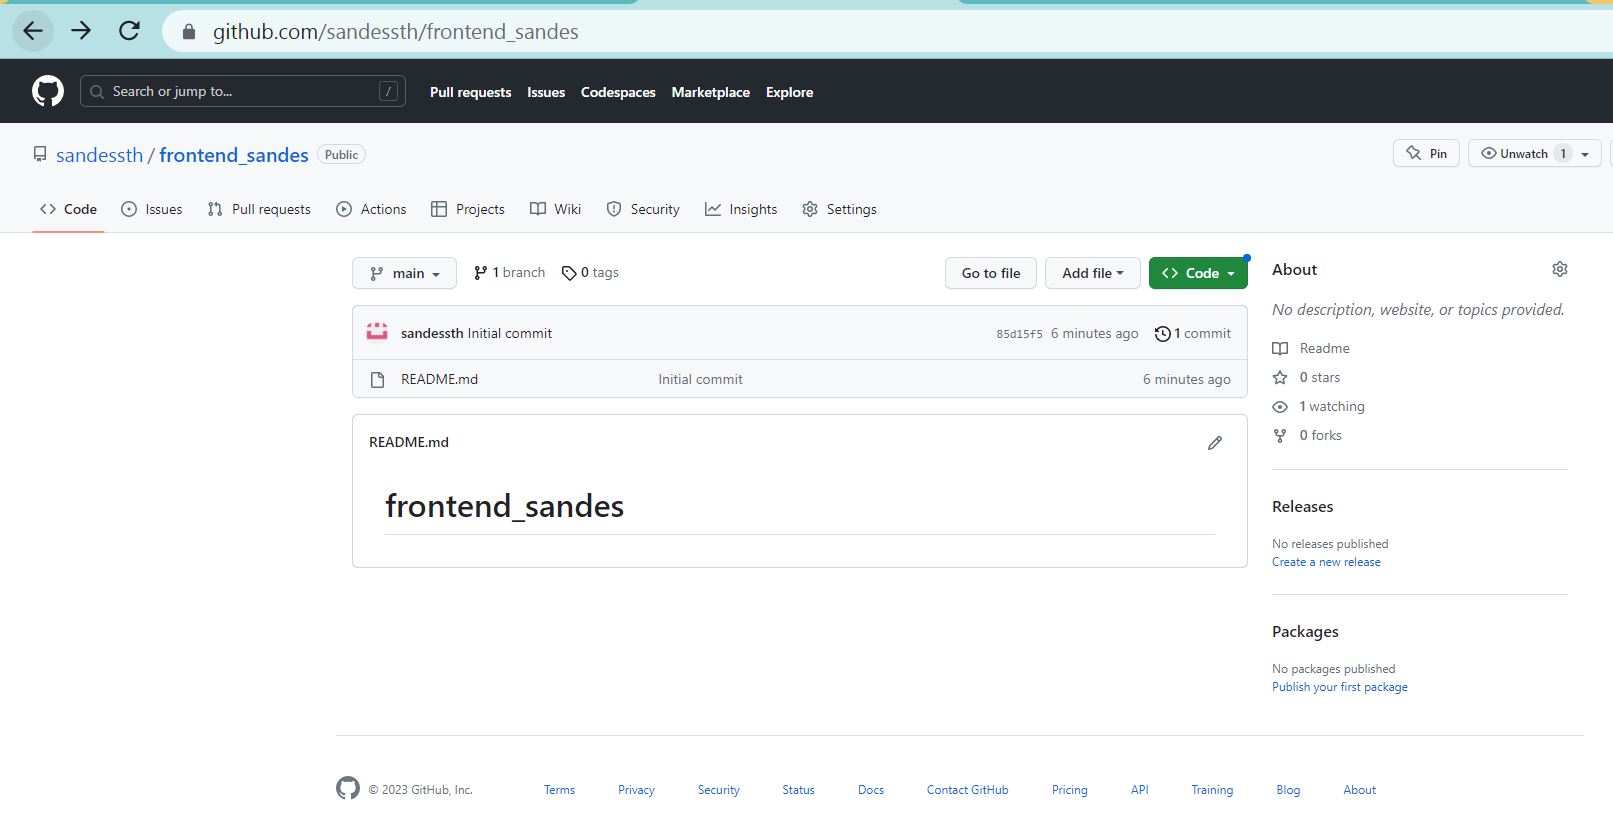 github.com/sandessth/frontend_sandes
Search or jump to... /
Pull requests Issues Codespaces Marketplace Explore
sandessth / frontend_sandes Public
Pin Unwatch 1
Code Issues Pull requests Actions Projects Wiki Security Insights Settings
main 1 branch 0 tags Go to file Add file Code
sandessth Initial commit 85d15f5 6 minutes ago 1 commit
README.md Initial commit 6 minutes ago
README.md
frontend_sandes
About
No description, website, or topics provided.
Readme
0 stars
1 watching
0 forks
Releases
No releases published
Create a new release
Packages
No packages published
Publish your first package
© 2023 GitHub, Inc. Terms Privacy Security Status Docs Contact GitHub Pricing API Training Blog About